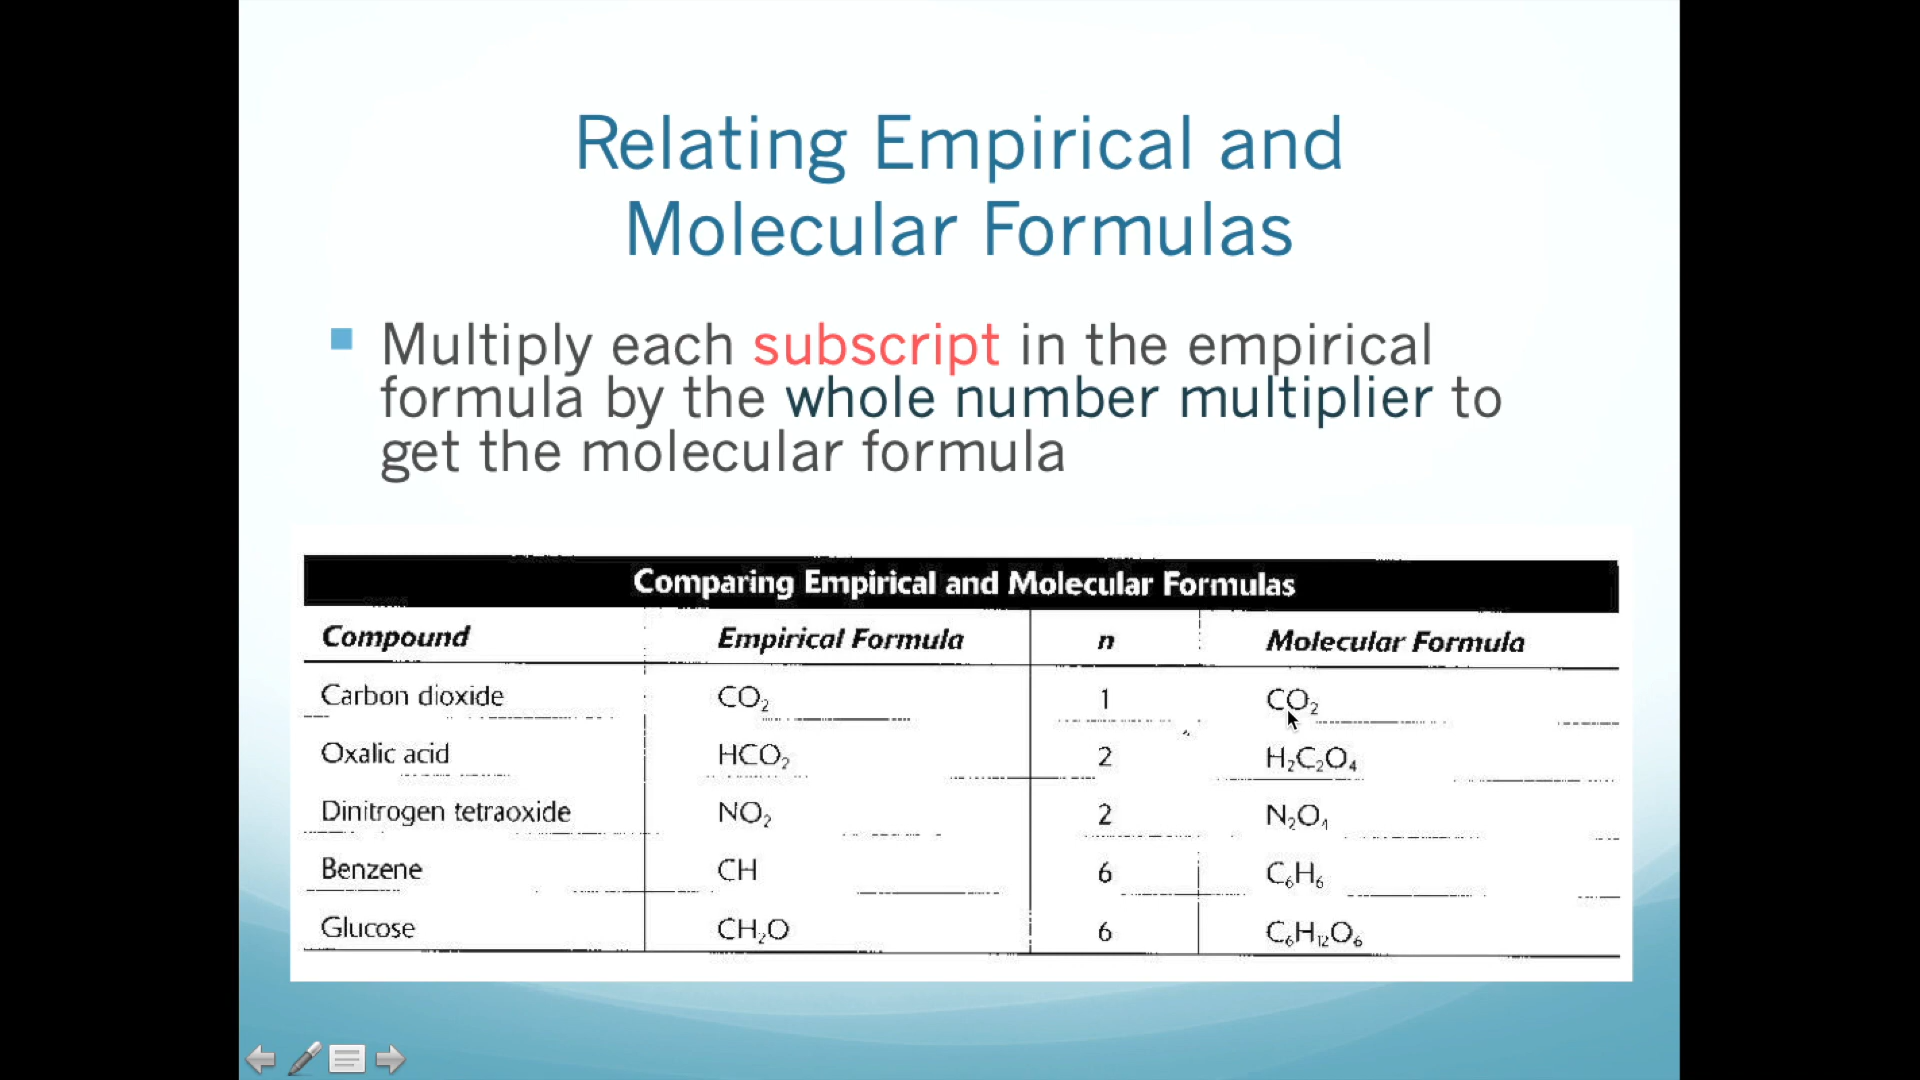 Relating Empirical and
Molecular Formulas
Multiply each subscript in the empirical
formula by the whole number multiplier to
get the molecular formula
Comparing Empirical and Molecular Formulas
Compound Empirical Formula n Molecular Formula
Carbon dioxide CO₂ 1 CO₂
Oxalic acid HCO₂ 2 H₂C₂O₄
Dinitrogen tetraoxide NO₂ 2 N₂O₄
Benzene CH 6 C₆H₆
Glucose CH₂O 6 C₆H₁₂O₆